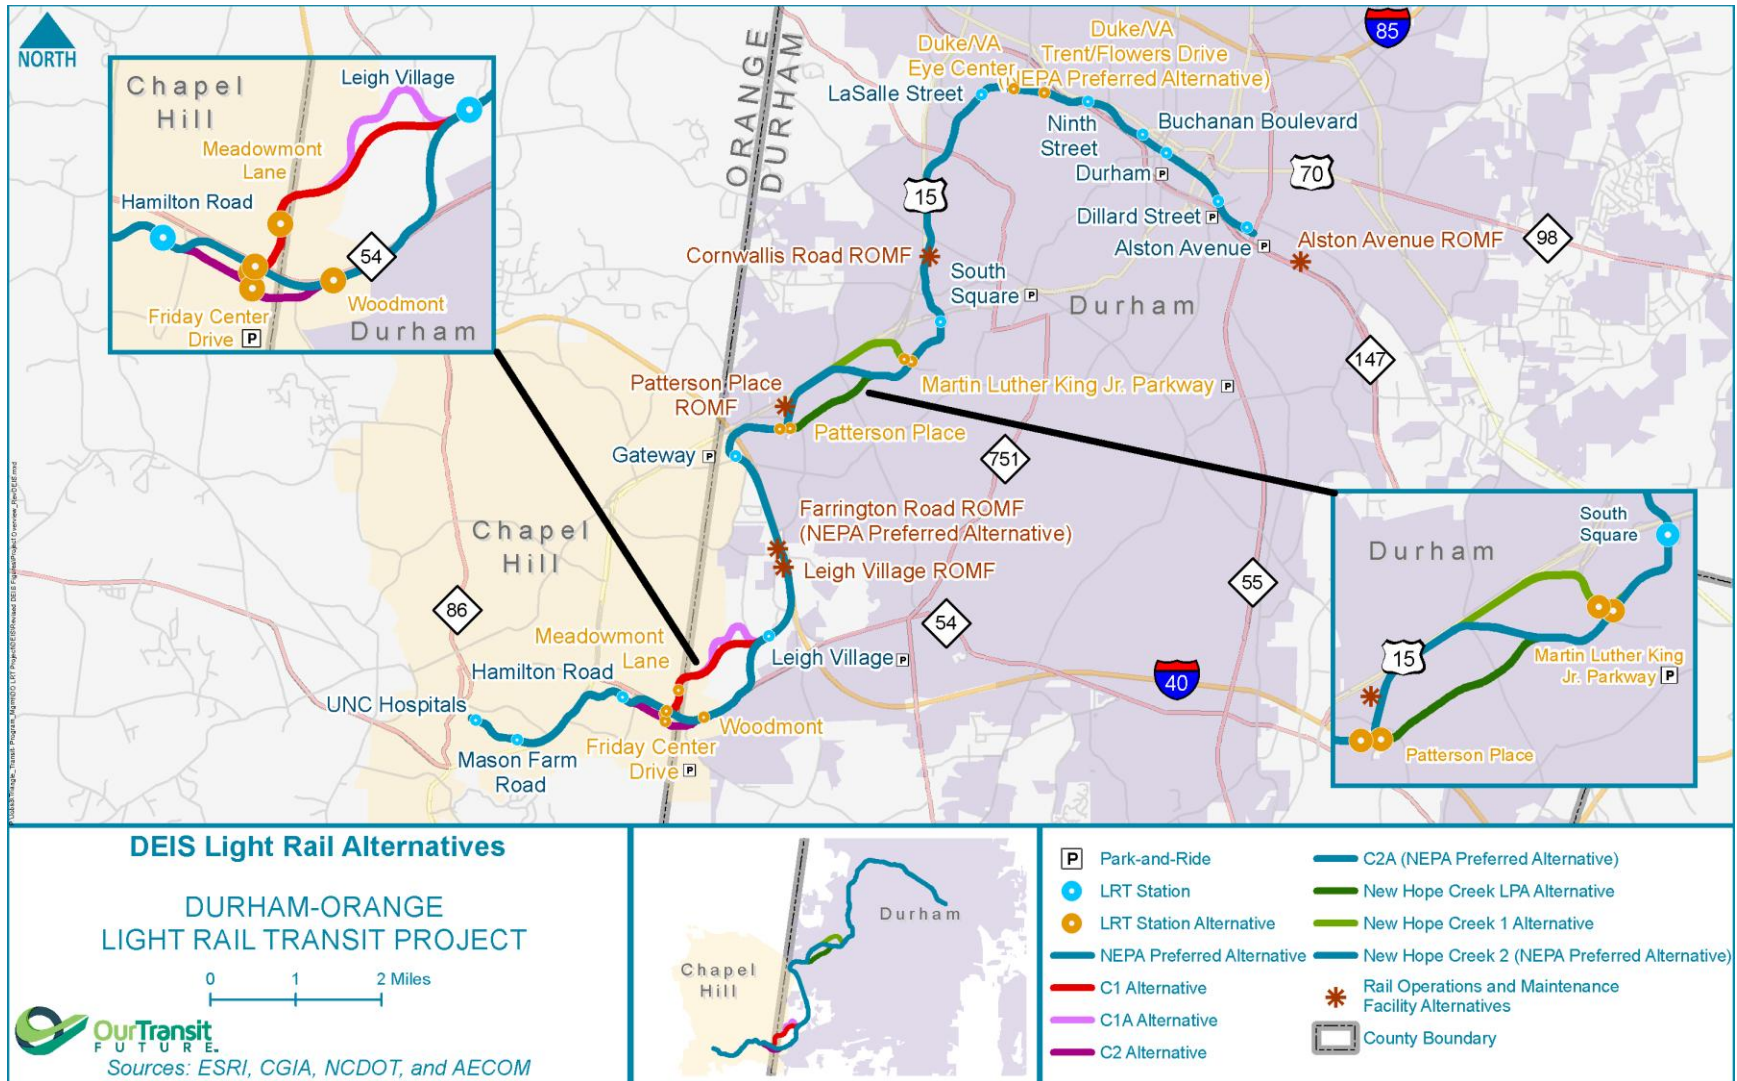 NORTH
Chapel
Hill
Leigh Village
Meadowmont
Lane
Hamilton Road
54
Woodmont
Friday Center
Drive P
Durham
ORANGE
DURHAM
85
Duke/VA
Eye Center
Duke/VA
Trent/Flowers Drive
(NEPA Preferred Alternative)
LaSalle Street
Ninth
Street
Buchanan Boulevard
70
Durham P
15
Dillard Street P
Alston Avenue P
Alston Avenue ROMF
98
Cornwallis Road ROMF
South
Square P
Durham
147
Patterson Place
ROMF
Martin Luther King Jr. Parkway P
Patterson Place
Gateway P
751
Farrington Road ROMF
(NEPA Preferred Alternative)
Leigh Village ROMF
Chapel
Hill
86
54
55
Meadowmont
Lane
Leigh Village P
Hamilton Road
40
UNC Hospitals
Woodmont
Friday Center
Drive P
Mason Farm
Road
South
Square
Durham
15
Martin Luther King
Jr. Parkway P
Patterson Place
DEIS Light Rail Alternatives
DURHAM-ORANGE
LIGHT RAIL TRANSIT PROJECT
0 1 2 Miles
OurTransit
FUTURE
Sources: ESRI, CGIA, NCDOT, and AECOM
Durham
Chapel
Hill
P Park-and-Ride
LRT Station
LRT Station Alternative
NEPA Preferred Alternative
C1 Alternative
C1A Alternative
C2 Alternative
C2A (NEPA Preferred Alternative)
New Hope Creek LPA Alternative
New Hope Creek 1 Alternative
New Hope Creek 2 (NEPA Preferred Alternative)
Rail Operations and Maintenance
Facility Alternatives
County Boundary